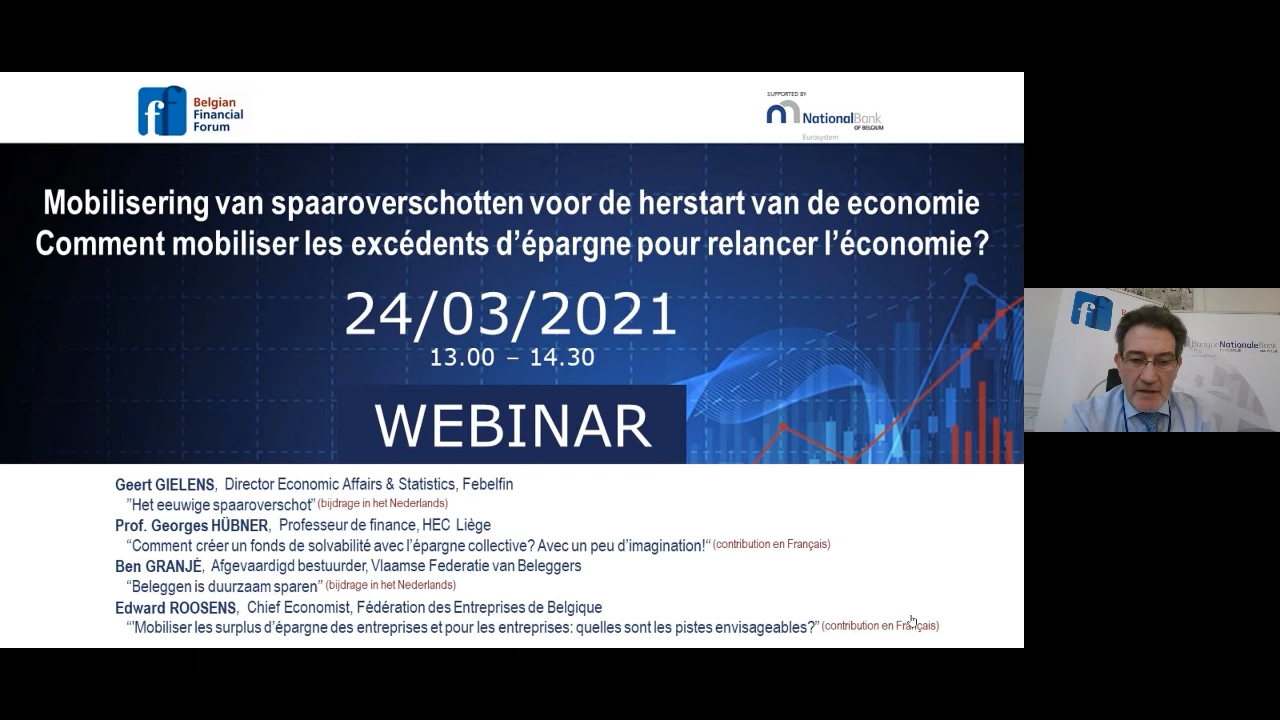 ff Belgian
Financial
Forum
SUPPORTED BY
NationalBank
OF BELGIUM
Eurosystem
Mobilisering van spaaroverschotten voor de herstart van de economie
Comment mobiliser les excédents d’épargne pour relancer l’économie?
24/03/2021
13.00 – 14.30
WEBINAR
Geert GIELENS, Director Economic Affairs & Statistics, Febelfin
”Het eeuwige spaaroverschot” (bijdrage in het Nederlands)
Prof. Georges HÜBNER, Professeur de finance, HEC Liège
“Comment créer un fonds de solvabilité avec l’épargne collective? Avec un peu d’imagination!“ (contribution en Français)
Ben GRANJÉ, Afgevaardigd bestuurder, Vlaamse Federatie van Beleggers
“Beleggen is duurzaam sparen” (bijdrage in het Nederlands)
Edward ROOSENS, Chief Economist, Fédération des Entreprises de Belgique
“’Mobiliser les surplus d’épargne des entreprises et pour les entreprises: quelles sont les pistes envisageables?” (contribution en Français)
ff
BanqueNationaleBank